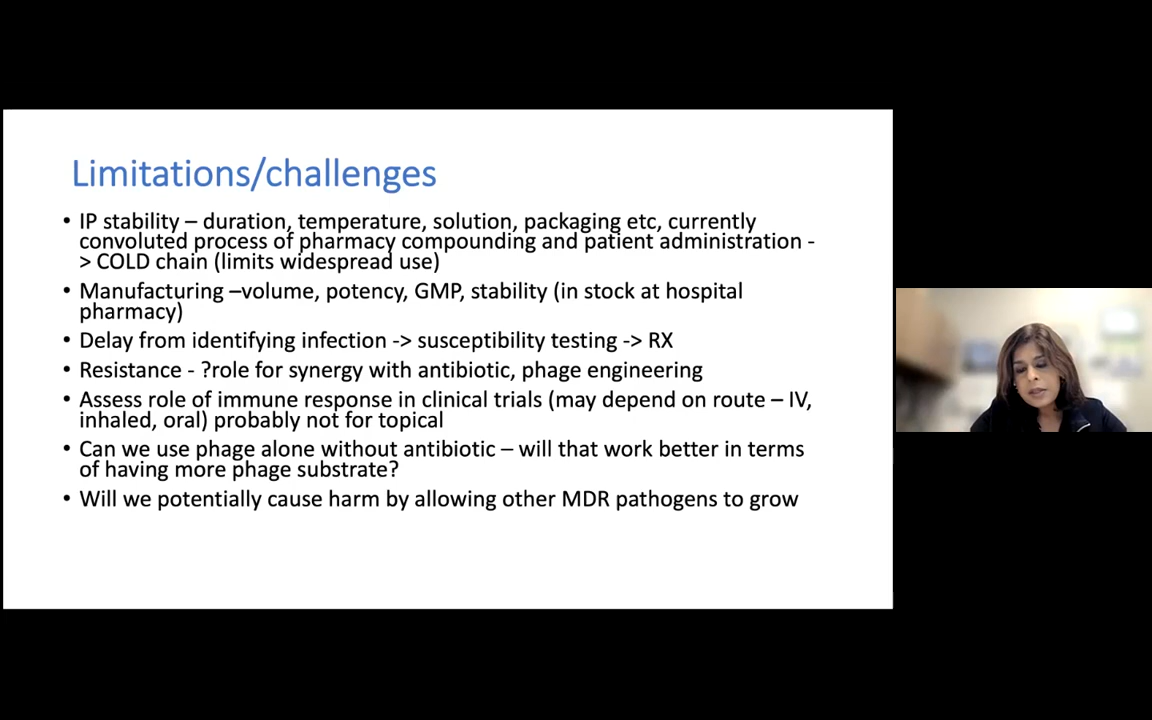 Limitations/challenges
• IP stability – duration, temperature, solution, packaging etc, currently
convoluted process of pharmacy compounding and patient administration -
> COLD chain (limits widespread use)
• Manufacturing –volume, potency, GMP, stability (in stock at hospital
pharmacy)
• Delay from identifying infection -> susceptibility testing -> RX
• Resistance - ?role for synergy with antibiotic, phage engineering
• Assess role of immune response in clinical trials (may depend on route – IV,
inhaled, oral) probably not for topical
• Can we use phage alone without antibiotic – will that work better in terms
of having more phage substrate?
• Will we potentially cause harm by allowing other MDR pathogens to grow